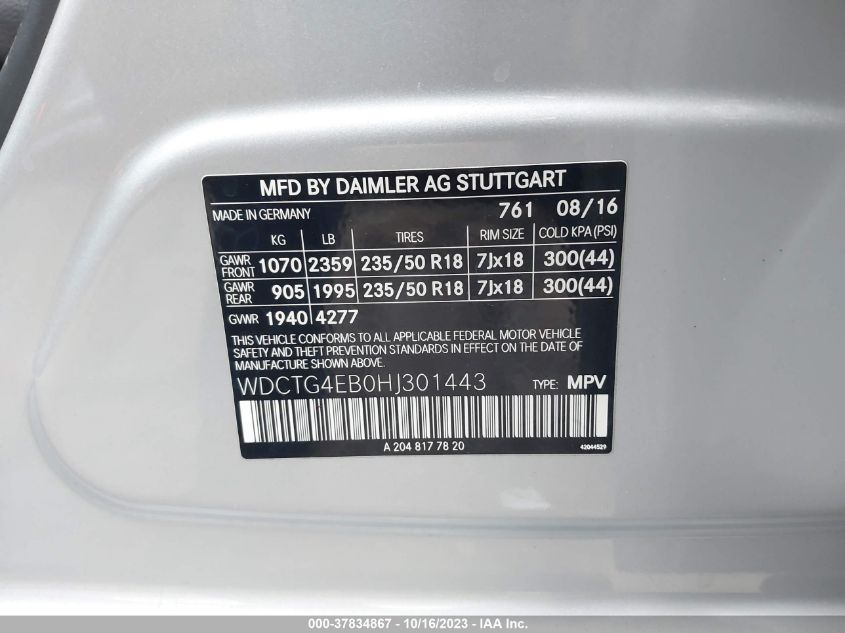 MFD BY DAIMLER AG STUTTGART
MADE IN GERMANY 761 08/16
KG LB TIRES RIM SIZE COLD KPA (PSI)
GAWR FRONT 1070 2359 235/50 R18 7Jx18 300(44)
GAWR REAR 905 1995 235/50 R18 7Jx18 300(44)
GVWR 1940 4277
THIS VEHICLE CONFORMS TO ALL APPLICABLE FEDERAL MOTOR VEHICLE
SAFETY AND THEFT PREVENTION STANDARDS IN EFFECT ON THE DATE OF
MANUFACTURE SHOWN ABOVE.
WDCTG4EB0HJ301443 TYPE: MPV
A 204 817 78 20 42044529
000-37834867 - 10/16/2023 - IAA Inc.